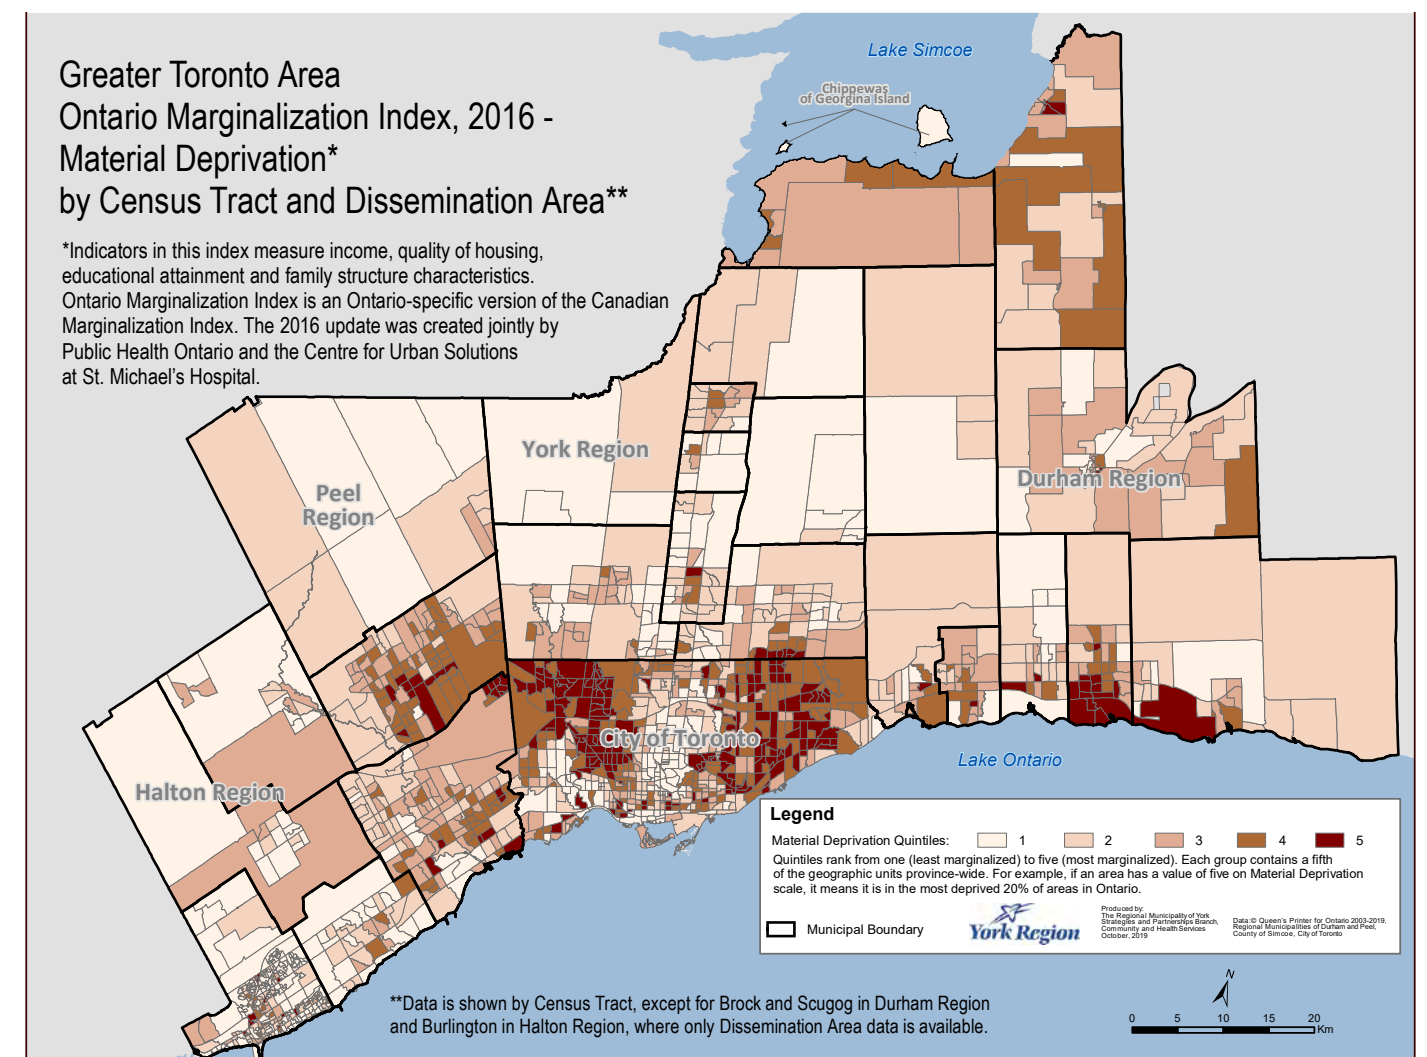 Greater Toronto Area
Ontario Marginalization Index, 2016 -
Material Deprivation*
by Census Tract and Dissemination Area**
*Indicators in this index measure income, quality of housing,
educational attainment and family structure characteristics.
Ontario Marginalization Index is an Ontario-specific version of the Canadian
Marginalization Index. The 2016 update was created jointly by
Public Health Ontario and the Centre for Urban Solutions
at St. Michael's Hospital.
Lake Simcoe
Chippewas
of Georgina Island
York Region
Peel
Region
Durham Region
City of Toronto
Halton Region
Lake Ontario
Legend
Material Deprivation Quintiles: 1 2 3 4 5
Quintiles rank from one (least marginalized) to five (most marginalized). Each group contains a fifth
of the geographic units province-wide. For example, if an area has a value of five on Material Deprivation
scale, it means it is in the most deprived 20% of areas in Ontario.
Municipal Boundary
York Region
Produced by:
The Regional Municipality of York
Strategies and Partnerships Branch,
Community and Health Services
October, 2019
Data:© Queen's Printer for Ontario 2003-2019,
Regional Municipalities of Durham and Peel,
County of Simcoe, City of Toronto
**Data is shown by Census Tract, except for Brock and Scugog in Durham Region
and Burlington in Halton Region, where only Dissemination Area data is available.
N
0 5 10 15 20
Km